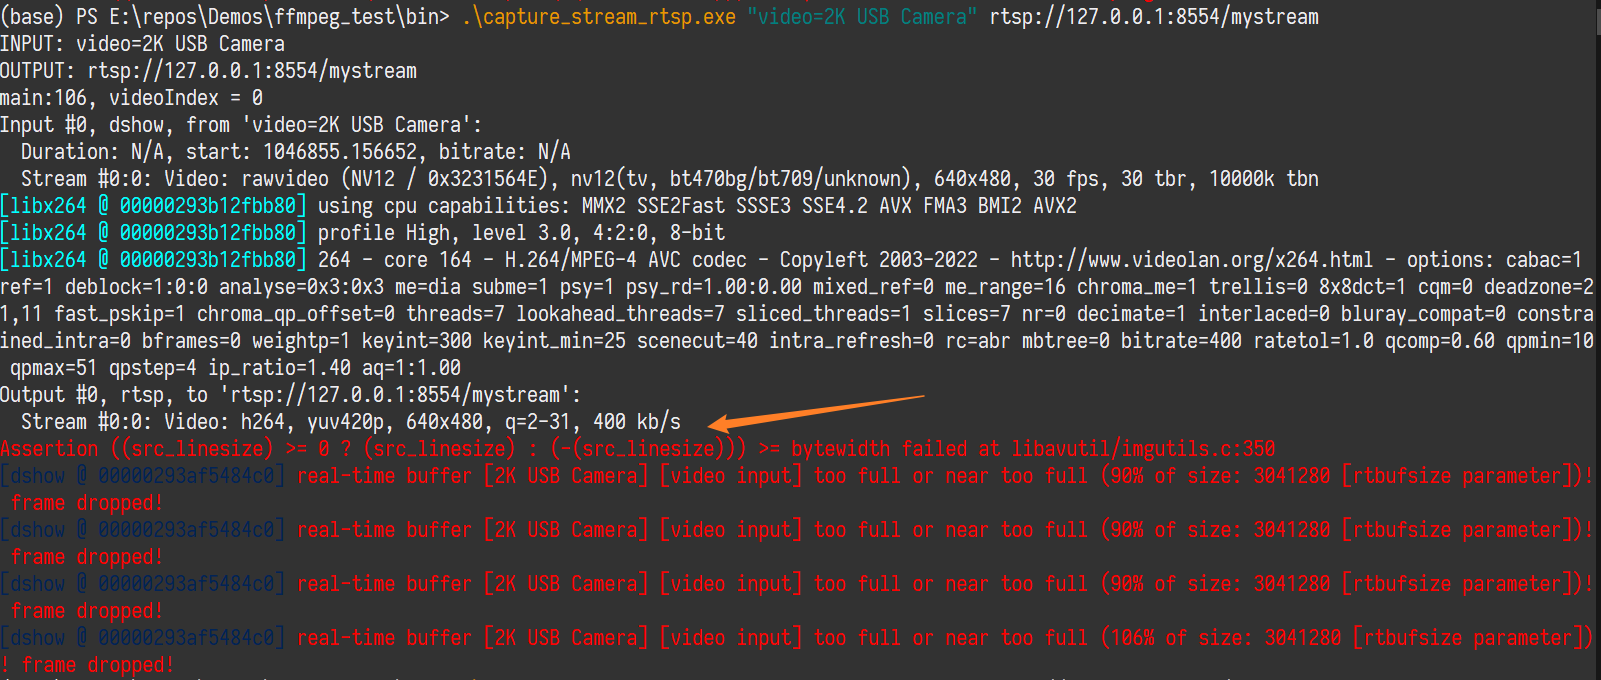 (base) PS E:\repos\Demos\ffmpeg_test\bin> .\capture_stream_rtsp.exe "video=2K USB Camera" rtsp://127.0.0.1:8554/mystream
INPUT: video=2K USB Camera
OUTPUT: rtsp://127.0.0.1:8554/mystream
main:106, videoIndex = 0
Input #0, dshow, from 'video=2K USB Camera':
  Duration: N/A, start: 1046855.156652, bitrate: N/A
  Stream #0:0: Video: rawvideo (NV12 / 0x3231564E), nv12(tv, bt470bg/bt709/unknown), 640x480, 30 fps, 30 tbr, 10000k tbn
[libx264 @ 00000293b12fbb80] using cpu capabilities: MMX2 SSE2Fast SSSE3 SSE4.2 AVX FMA3 BMI2 AVX2
[libx264 @ 00000293b12fbb80] profile High, level 3.0, 4:2:0, 8-bit
[libx264 @ 00000293b12fbb80] 264 - core 164 - H.264/MPEG-4 AVC codec - Copyleft 2003-2022 - http://www.videolan.org/x264.html - options: cabac=1
ref=1 deblock=1:0:0 analyse=0x3:0x3 me=dia subme=1 psy=1 psy_rd=1.00:0.00 mixed_ref=0 me_range=16 chroma_me=1 trellis=0 8x8dct=1 cqm=0 deadzone=2
1,11 fast_pskip=1 chroma_qp_offset=0 threads=7 lookahead_threads=7 sliced_threads=1 slices=7 nr=0 decimate=1 interlaced=0 bluray_compat=0 constra
ined_intra=0 bframes=0 weightp=1 keyint=300 keyint_min=25 scenecut=40 intra_refresh=0 rc=abr mbtree=0 bitrate=400 ratetol=1.0 qcomp=0.60 qpmin=10
 qpmax=51 qpstep=4 ip_ratio=1.40 aq=1:1.00
Output #0, rtsp, to 'rtsp://127.0.0.1:8554/mystream':
  Stream #0:0: Video: h264, yuv420p, 640x480, q=2-31, 400 kb/s
Assertion ((src_linesize) >= 0 ? (src_linesize) : (-(src_linesize))) >= bytewidth failed at libavutil/imgutils.c:350
[dshow @ 00000293af5484c0] real-time buffer [2K USB Camera] [video input] too full or near too full (90% of size: 3041280 [rtbufsize parameter])!
 frame dropped!
[dshow @ 00000293af5484c0] real-time buffer [2K USB Camera] [video input] too full or near too full (90% of size: 3041280 [rtbufsize parameter])!
 frame dropped!
[dshow @ 00000293af5484c0] real-time buffer [2K USB Camera] [video input] too full or near too full (90% of size: 3041280 [rtbufsize parameter])!
 frame dropped!
[dshow @ 00000293af5484c0] real-time buffer [2K USB Camera] [video input] too full or near too full (106% of size: 3041280 [rtbufsize parameter])
! frame dropped!